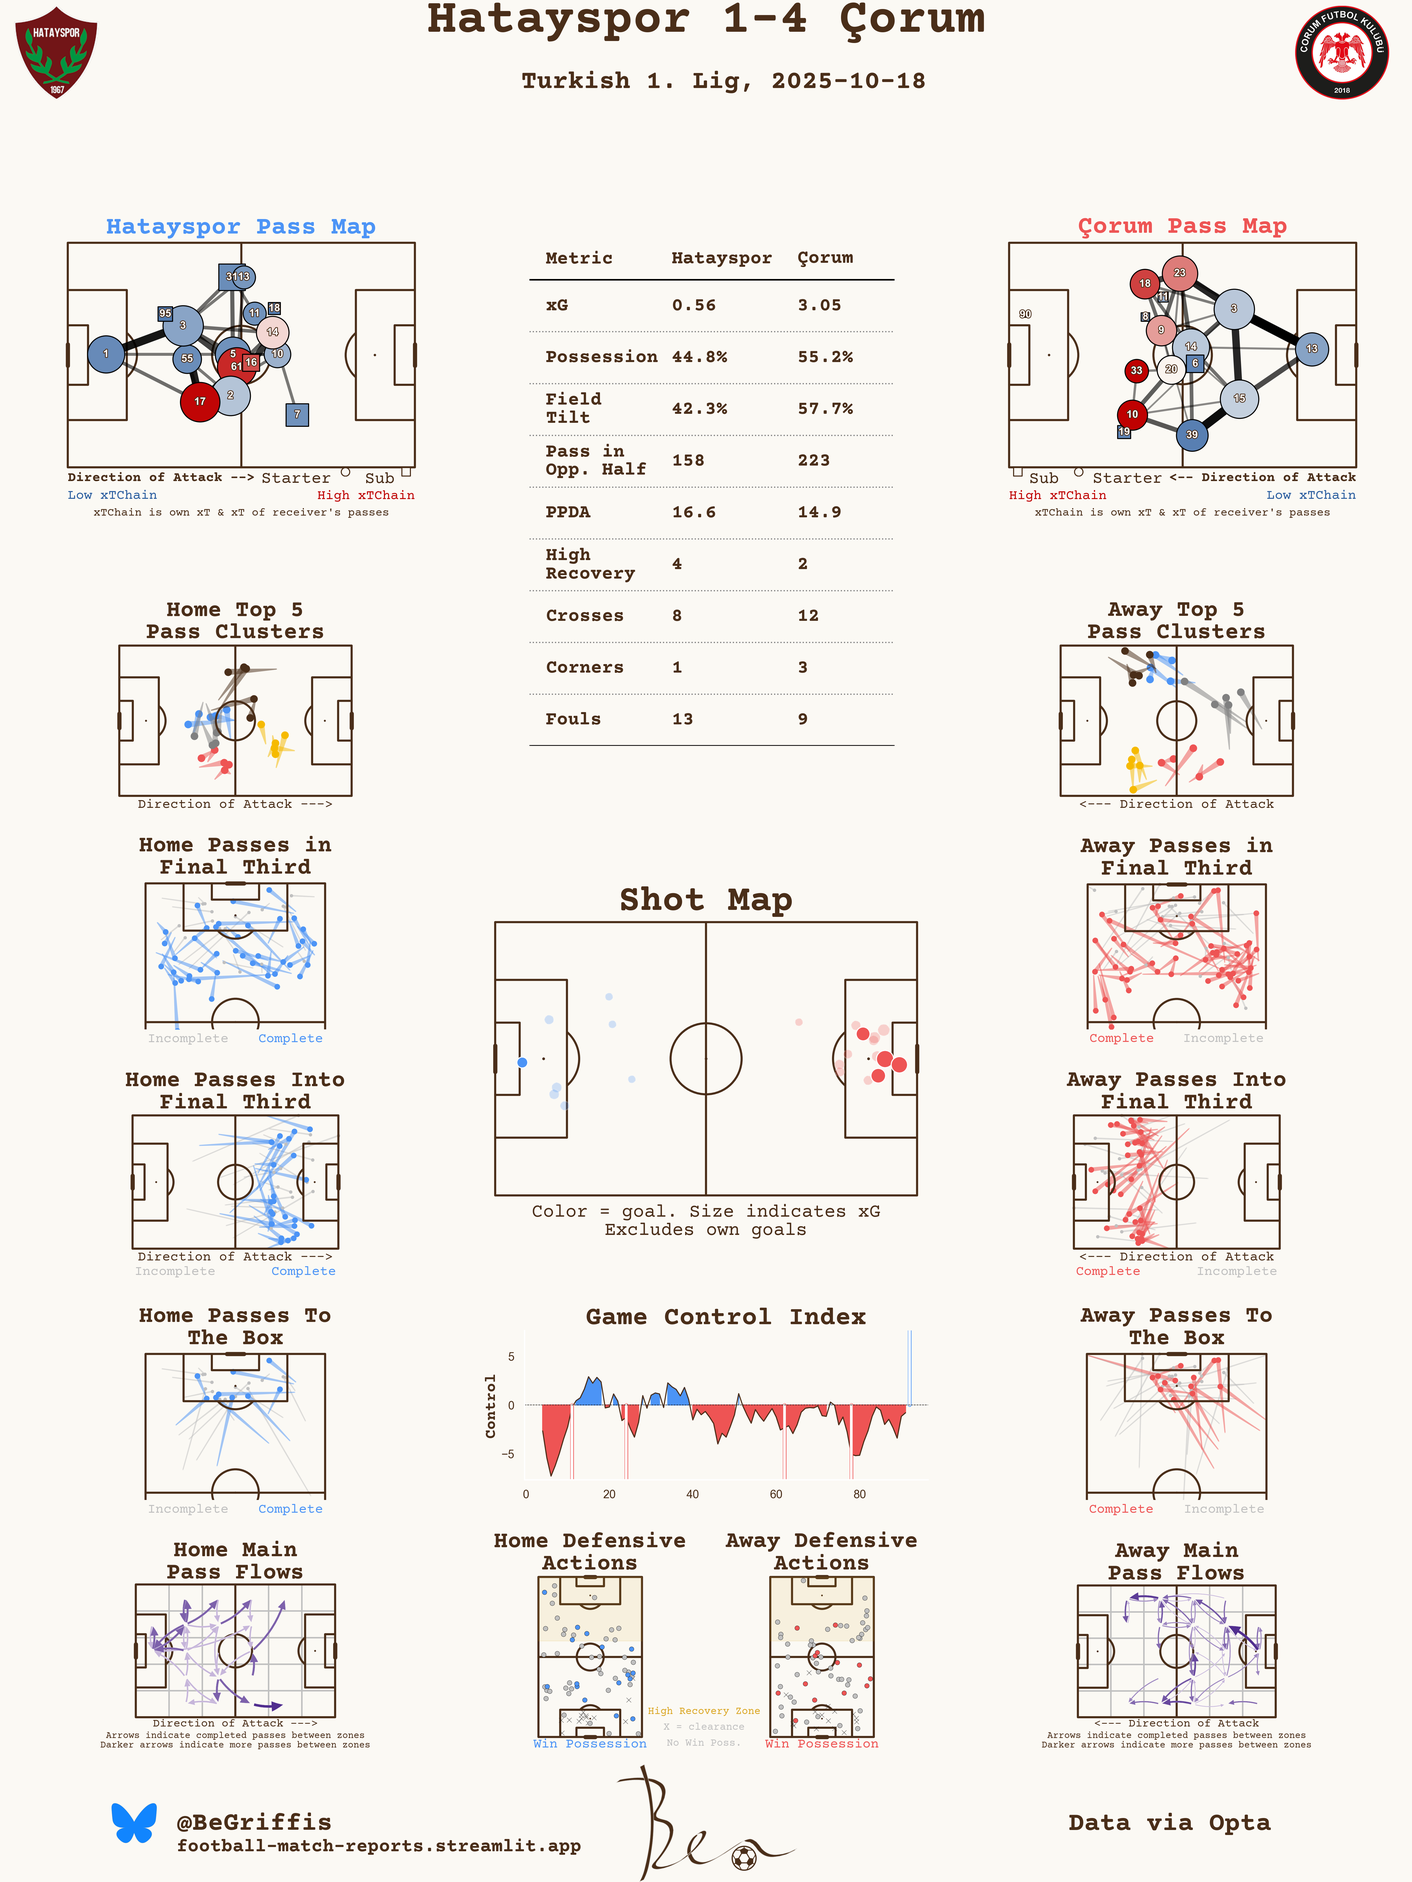 Hatayspor 1-4 Çorum
Turkish 1. Lig, 2025-10-18
HATAYSPOR
1967
CORUM FUTBOL KULUBU
2018
Hatayspor Pass Map
31 13
95 3 11 18
14
1 55 5 10
61 16
17 2
7
Direction of Attack --> Starter Sub
Low xTChain High xTChain
xTChain is own xT & xT of receiver's passes
Metric Hatayspor Çorum
xG 0.56 3.05
Possession 44.8% 55.2%
Field
Tilt 42.3% 57.7%
Pass in
Opp. Half 158 223
PPDA 16.6 14.9
High
Recovery 4 2
Crosses 8 12
Corners 1 3
Fouls 13 9
Çorum Pass Map
23
18
11
90 8 3
9
14 13
33 20 6
10 15
19 39
Sub Starter <-- Direction of Attack
High xTChain Low xTChain
xTChain is own xT & xT of receiver's passes
Home Top 5
Pass Clusters
Direction of Attack --->
Away Top 5
Pass Clusters
<--- Direction of Attack
Home Passes in
Final Third
Incomplete Complete
Away Passes in
Final Third
Complete Incomplete
Shot Map
Color = goal. Size indicates xG
Excludes own goals
Home Passes Into
Final Third
Direction of Attack --->
Incomplete Complete
Away Passes Into
Final Third
<--- Direction of Attack
Complete Incomplete
Home Passes To
The Box
Incomplete Complete
Game Control Index
Control
5
0
−5
0 20 40 60 80
Away Passes To
The Box
Complete Incomplete
Home Main
Pass Flows
Direction of Attack --->
Arrows indicate completed passes between zones
Darker arrows indicate more passes between zones
Home Defensive
Actions
Win Possession
Away Defensive
Actions
Win Possession
High Recovery Zone
X = clearance
No Win Poss.
Away Main
Pass Flows
<--- Direction of Attack
Arrows indicate completed passes between zones
Darker arrows indicate more passes between zones
@BeGriffis
football-match-reports.streamlit.app
Ben
Data via Opta